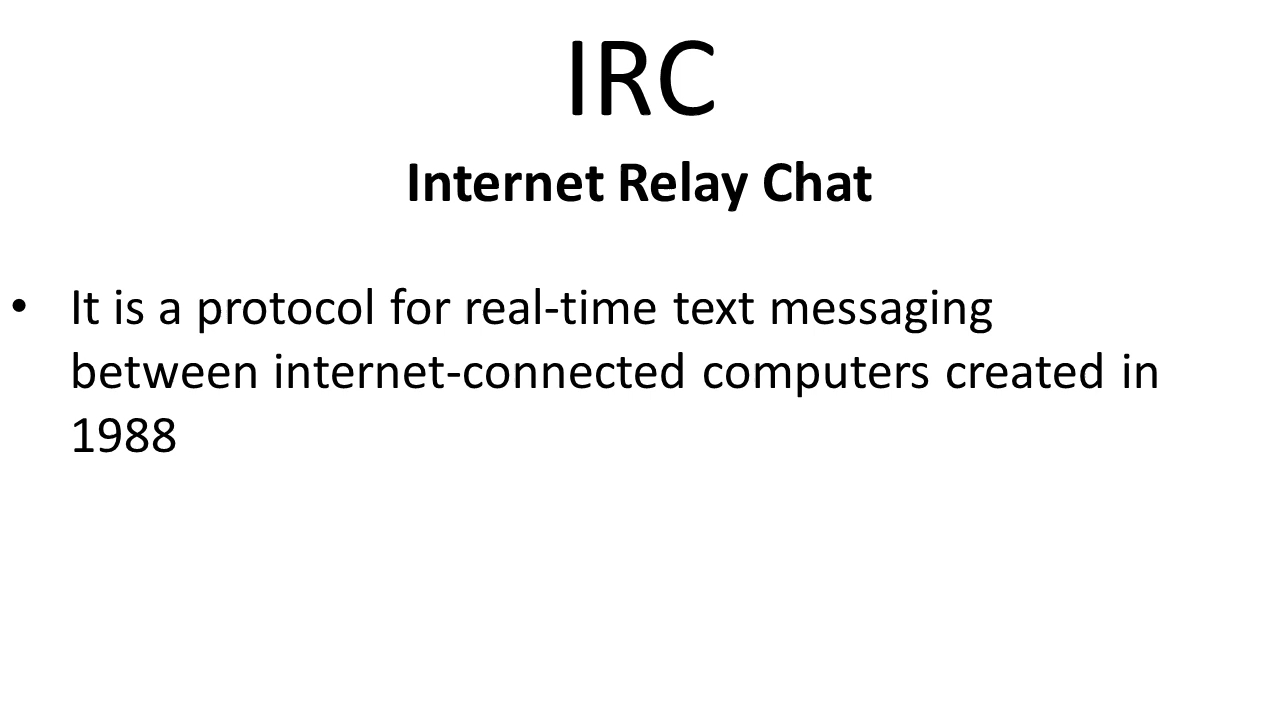 IRC
Internet Relay Chat
• It is a protocol for real-time text messaging
between internet-connected computers created in
1988